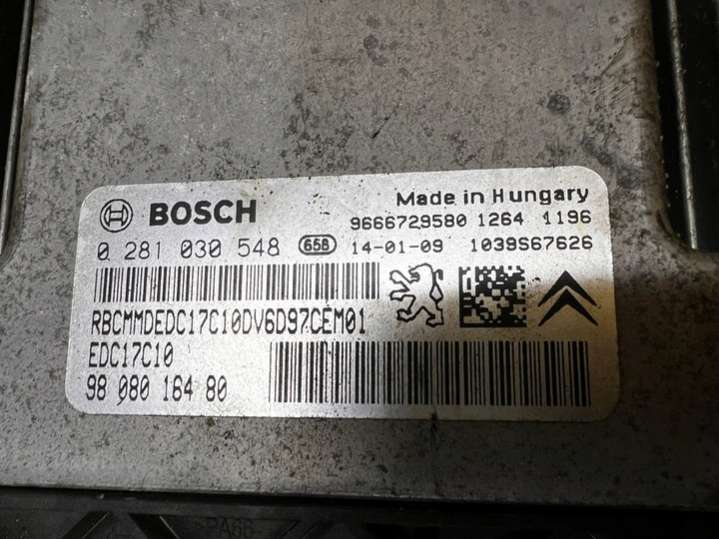 BOSCH
Made in Hungary
9666729580 1264 1196
0 281 030 548 658 14-01-09 1039S67626
RBCMMDEDC17C10DV6D97CEM01
EDC17C10
98 080 164 80